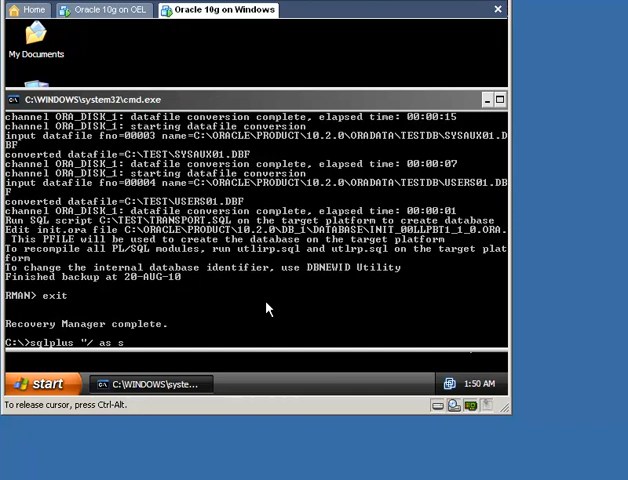 Home
Oracle 10g on OEL
Oracle 10g on Windows
My Documents
C:\WINDOWS\system32\cmd.exe
channel ORA_DISK_1: datafile conversion complete, elapsed time: 00:00:15
channel ORA_DISK_1: starting datafile conversion
input datafile fno=00003 name=C:\ORACLE\PRODUCT\10.2.0\ORADATA\TESTDB\SYSAUX01.D
BF
converted datafile=C:\TEST\SYSAUX01.DBF
channel ORA_DISK_1: datafile conversion complete, elapsed time: 00:00:07
channel ORA_DISK_1: starting datafile conversion
input datafile fno=00004 name=C:\ORACLE\PRODUCT\10.2.0\ORADATA\TESTDB\USERS01.DB
F
converted datafile=C:\TEST\USERS01.DBF
channel ORA_DISK_1: datafile conversion complete, elapsed time: 00:00:01
Run SQL script C:\TEST\TRANSPORT.SQL on the target platform to create database
Edit init.ora file C:\ORACLE\PRODUCT\10.2.0\DB_1\DATABASE\INIT_00LLPBT1_1_0.ORA.
This PFILE will be used to create the database on the target platform
To recompile all PL/SQL modules, run utlirp.sql and utlrp.sql on the target plat
form
To change the internal database identifier, use DBNEWID Utility
Finished backup at 20-AUG-10
RMAN> exit
Recovery Manager complete.
C:\>sqlplus "/ as s
start
C:\WINDOWS\syste...
1:50 AM
To release cursor, press Ctrl-Alt.